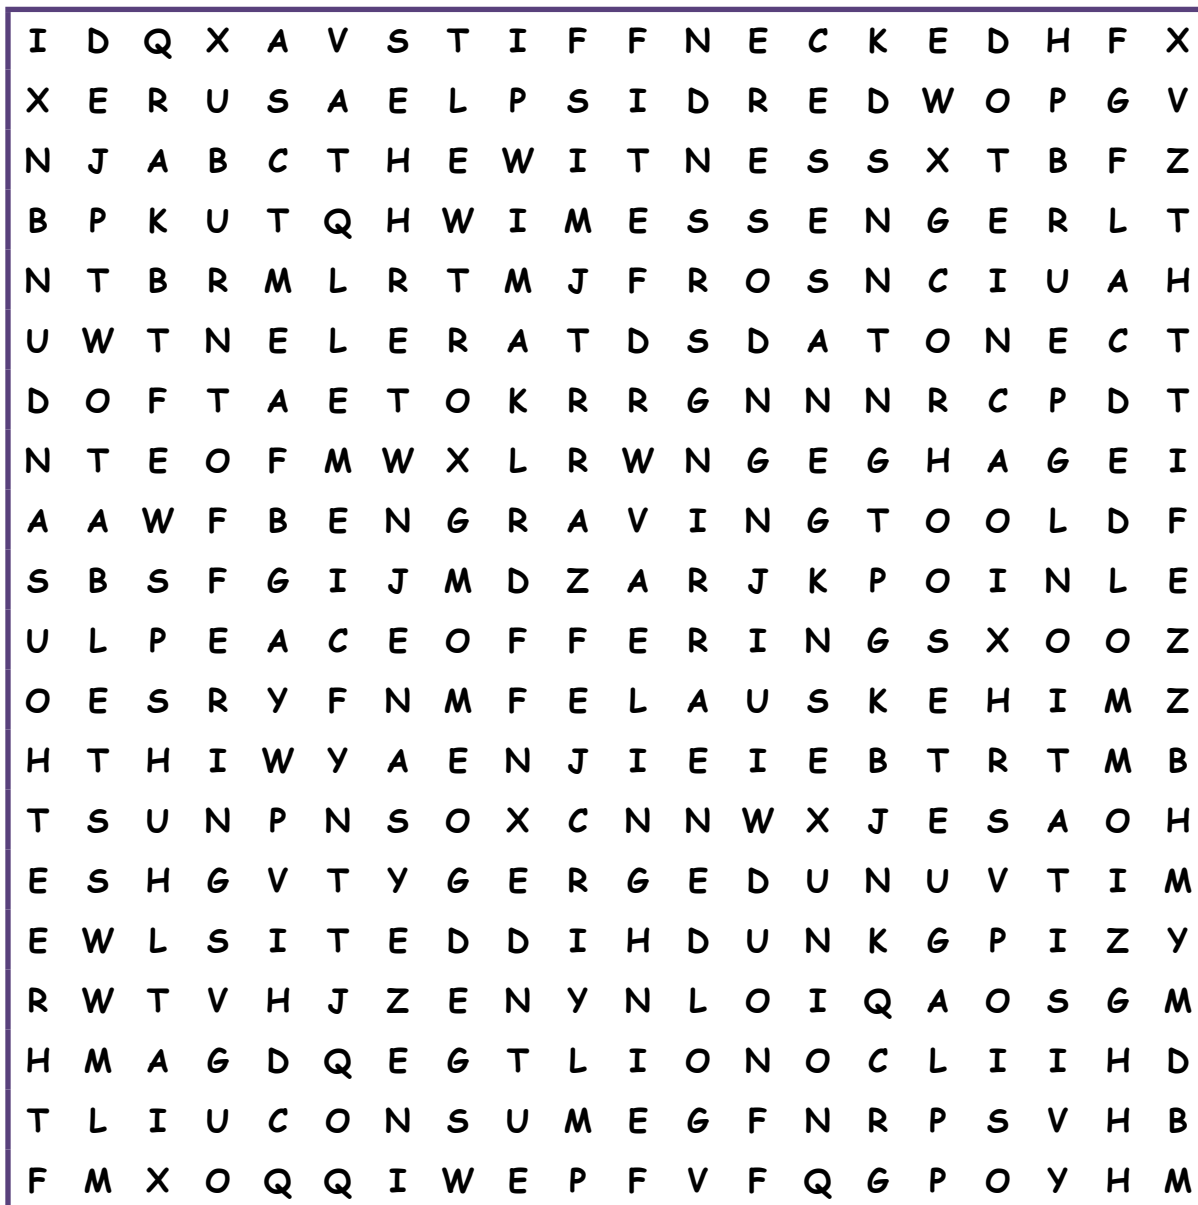 I D Q X A V S T I F F N E C K E D H F X
X E R U S A E L P S I D R E D W O P G V
N J A B C T H E W I T N E S S X T B F Z
B P K U T Q H W I M E S S E N G E R L T
N T B R M L R T M J F R O S N C I U A H
U W T N E L E R A T D S D A T O N E C T
D O F T A E T O K R R G N N N R C P D T
N T E O F M W X L R W N G E G H A G E I
A A W F B E N G R A V I N G T O O L D F
S B S F G I J M D Z A R J K P O I N L E
U L P E A C E O F F E R I N G S X O O Z
O E S R Y F N M F E L A U S K E H I M Z
H T H I W Y A E N J I E I E B T R T M B
T S U N P N S O X C N N W X J E S A O H
E S H G V T Y G E R G E D U N U V T I M
E W L S I T E D D I H D U N K G P I Z Y
R W T V H J Z E N Y N L O I Q A O S G M
H M A G D Q E G T L I O N O C L I I H D
T L I U C O N S U M E G F N R P S V H B
F M X O Q Q I W E P F V F Q G P O Y H M